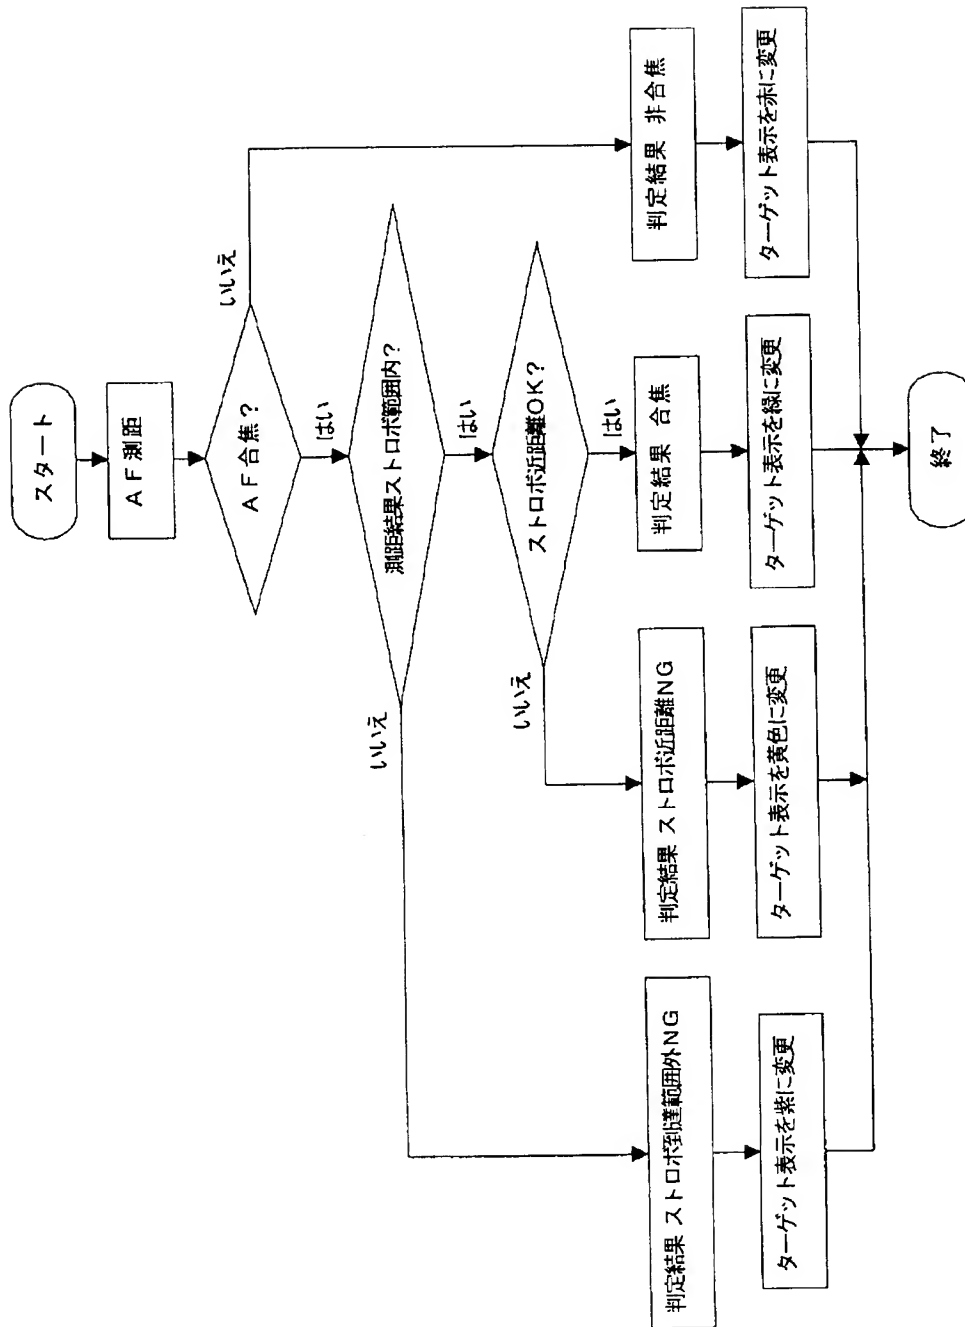 スタート
AF測距
AF合焦?
いいえ
はい
測距結果ストロボ範囲内?
いいえ
はい
ストロボ近距離OK?
いいえ
はい
判定結果 ストロボ到達範囲外NG
判定結果 ストロボ近距離NG
判定結果 合焦
判定結果 非合焦
ターゲット表示を紫に変更
ターゲット表示を黄色に変更
ターゲット表示を緑に変更
ターゲット表示を赤に変更
終了